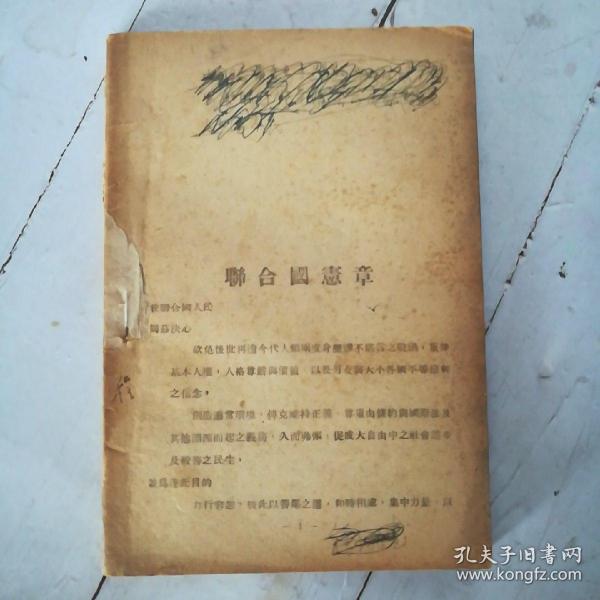 聯合國憲章
我聯合國人民
同茲決心
欲免後世再遭今代人類兩度身歷慘不堪言之戰禍，重伸
基本人權，人格尊嚴與價值，以及男女與大小各國平等權利
之信念，
創造適當環境，俾克維持正義，尊重由條約與國際法及
其他淵源而起之義務，久而弗懈，促成大自由中之社會進步
及較善之民生，
並爲達此目的
力行容恕，彼此以善鄰之道，和睦相處，集中力量，以
— 1 —
孔夫子旧书网
www.kongfz.com